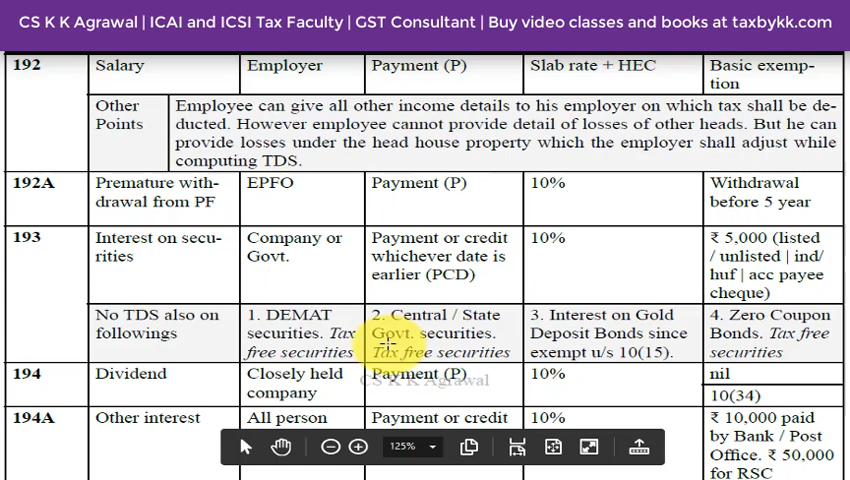 CS K K Agrawal | ICAI and ICSI Tax Faculty | GST Consultant | Buy video classes and books at taxbykk.com
192 Salary Employer Payment (P) Slab rate + HEC Basic exemp-
tion
Other Employee can give all other income details to his employer on which tax shall be de-
Points ducted. However employee cannot provide detail of losses of other heads. But he can
provide losses under the head house property which the employer shall adjust while
computing TDS.
192A Premature with- EPFO Payment (P) 10% Withdrawal
drawal from PF before 5 year
193 Interest on secu- Company or Payment or credit 10% ₹ 5,000 (listed
rities Govt. whichever date is / unlisted | ind/
earlier (PCD) huf | acc payee
cheque)
No TDS also on 1. DEMAT 2. Central / State 3. Interest on Gold 4. Zero Coupon
followings securities. Tax Govt. securities. Deposit Bonds since Bonds. Tax free
free securities Tax free securities exempt u/s 10(15). securities
194 Dividend Closely held Payment (P) 10% nil
CS K K Agrawal
company 10(34)
194A Other interest All person Payment or credit 10% ₹ 10,000 paid
by Bank / Post
125%
Office. ₹ 50,000
for RSC